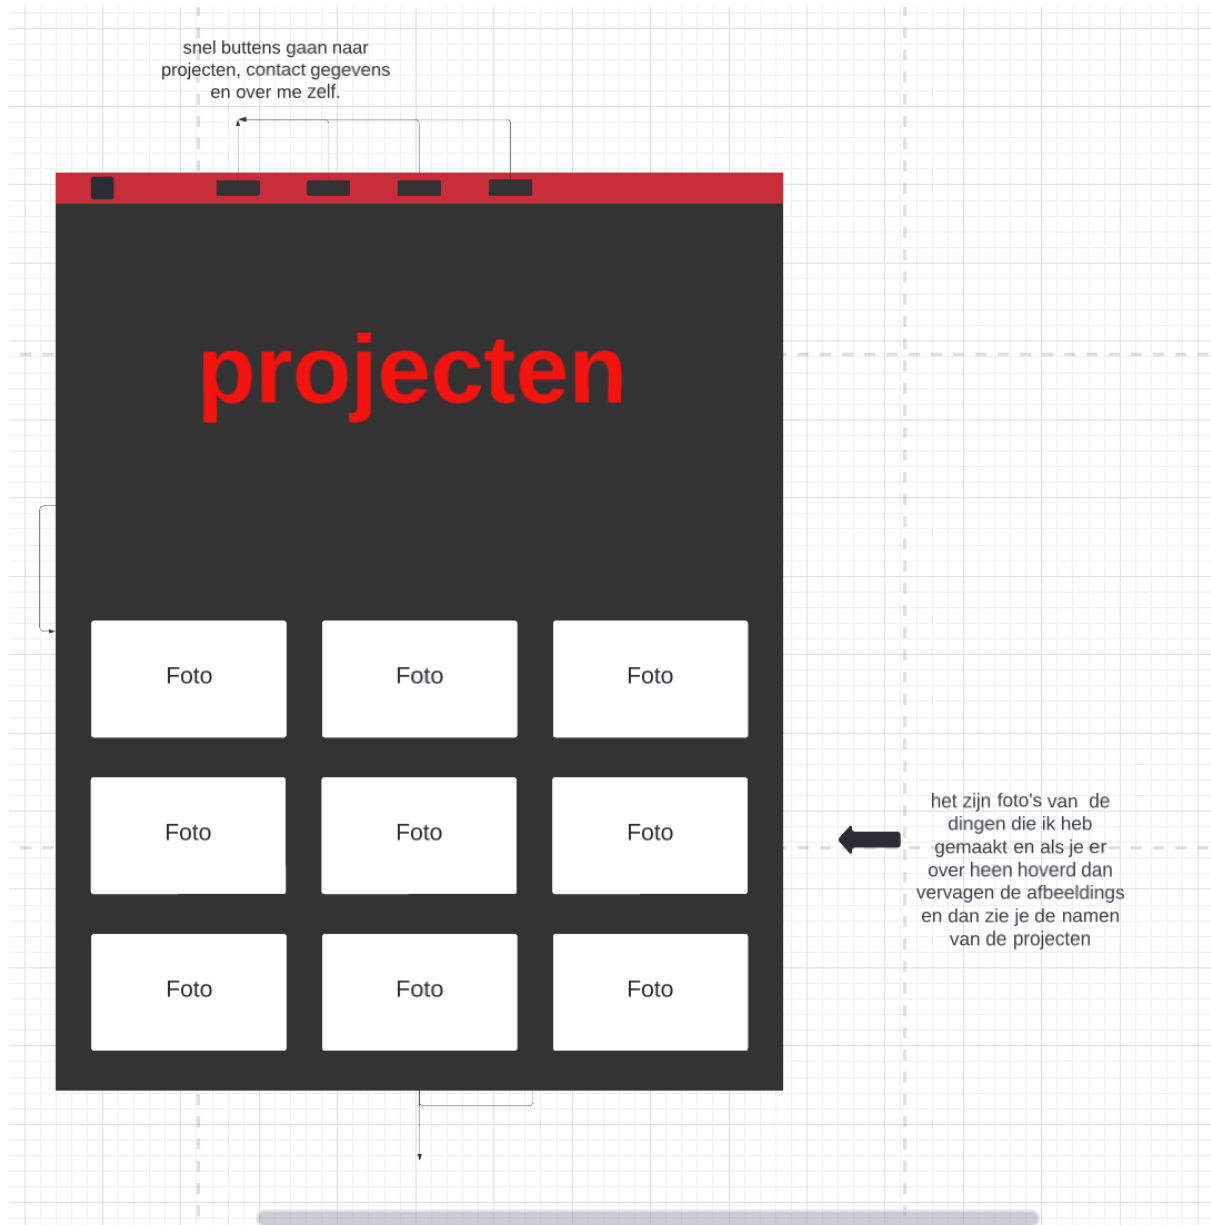 snel buttens gaan naar
projecten, contact gegevens
en over me zelf.
projecten
Foto
Foto
Foto
Foto
Foto
Foto
Foto
Foto
Foto
het zijn foto's van  de
dingen die ik heb
gemaakt en als je er
over heen hoverd dan
vervagen de afbeeldings
en dan zie je de namen
van de projecten